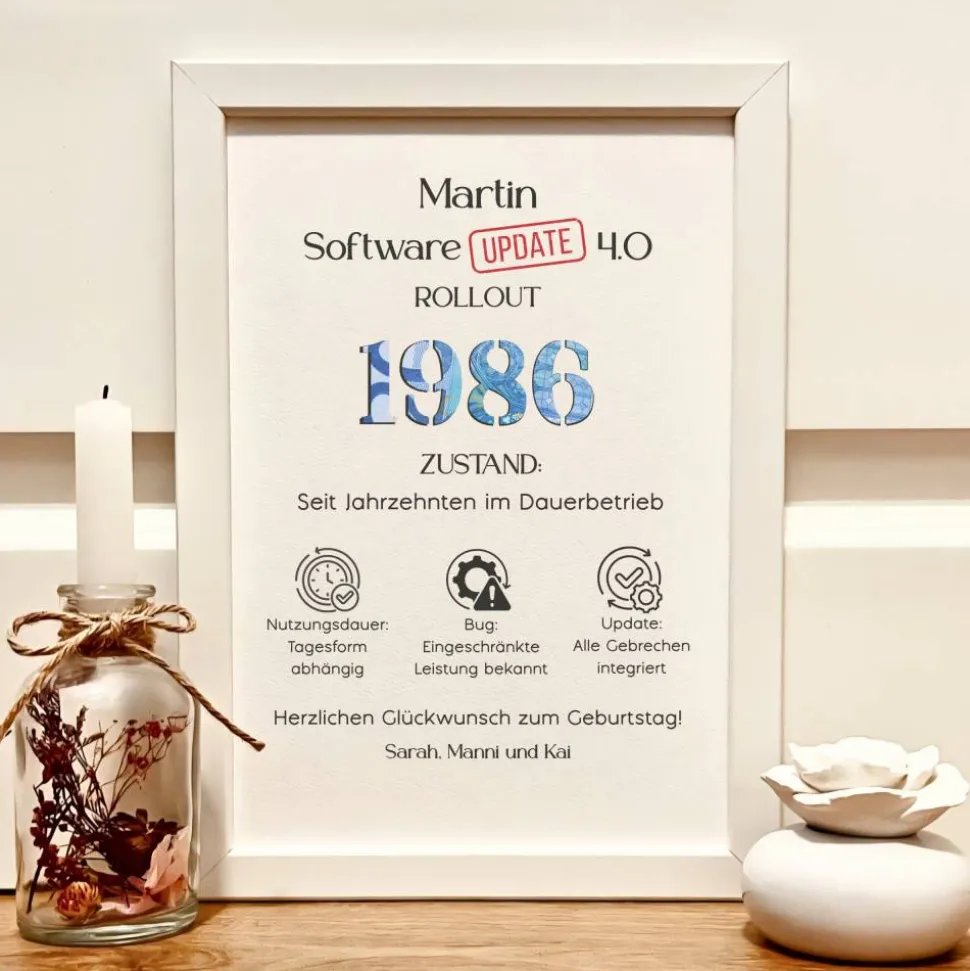 Martin
Software UPDATE 4.0
ROLLOUT
1986
ZUSTAND:
Seit Jahrzehnten im Dauerbetrieb
Nutzungsdauer:
Tagesform
abhängig
Bug:
Eingeschränkte
Leistung bekannt
Update:
Alle Gebrechen
integriert
Herzlichen Glückwunsch zum Geburtstag!
Sarah, Manni und Kai